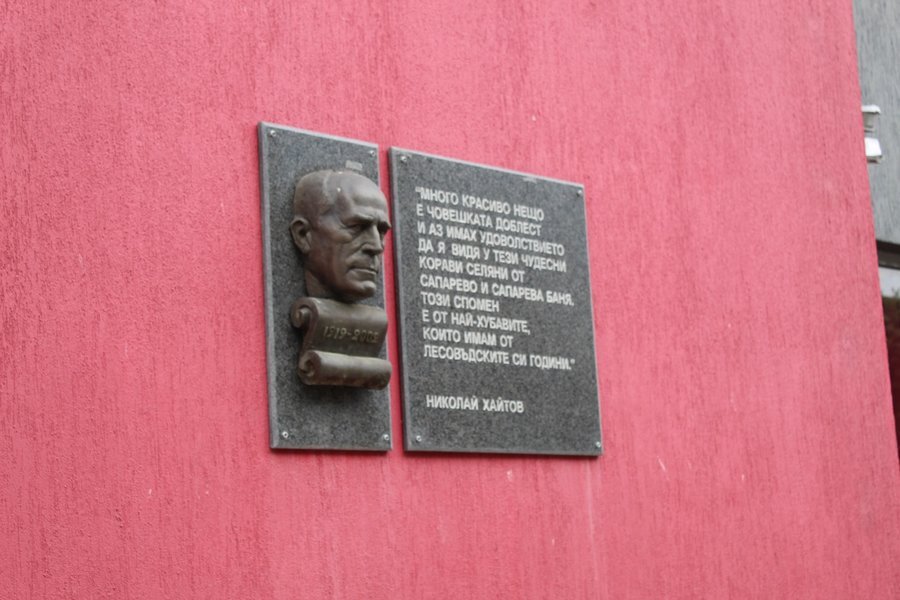 1919-2002
"МНОГО КРАСИВО НЕЩО
Е ЧОВЕШКАТА ДОБЛЕСТ
И АЗ ИМАХ УДОВОЛСТВИЕТО
ДА Я ВИДЯ У ТЕЗИ ЧУДЕСНИ
КОРАВИ СЕЛЯНИ ОТ
САПАРЕВО И САПАРЕВА БАНЯ.
ТОЗИ СПОМЕН
Е ОТ НАЙ-ХУБАВИТЕ,
КОИТО ИМАМ ОТ
ЛЕСОВЪДСКИТЕ СИ ГОДИНИ."
НИКОЛАЙ ХАЙТОВ